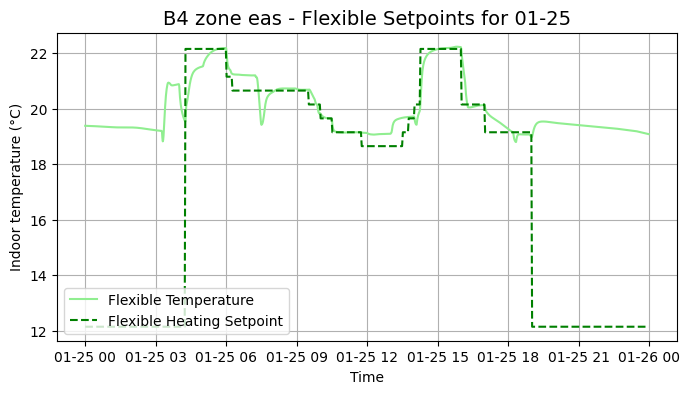 B4 zone eas - Flexible Setpoints for 01-25
Indoor temperature (°C)
22
20
18
16
14
12
Flexible Temperature
Flexible Heating Setpoint
01-25 00 01-25 03 01-25 06 01-25 09 01-25 12 01-25 15 01-25 18 01-25 21 01-26 00
Time